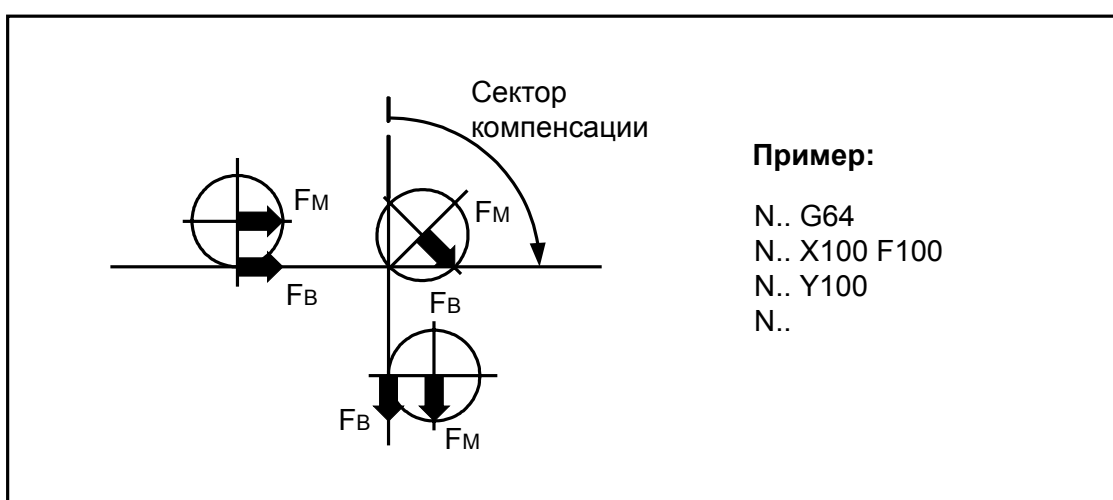 Сектор
компенсации
Пример:
FM
FM
N.. G64
N.. X100 F100
FB
FB
N.. Y100
N..
FB
FM